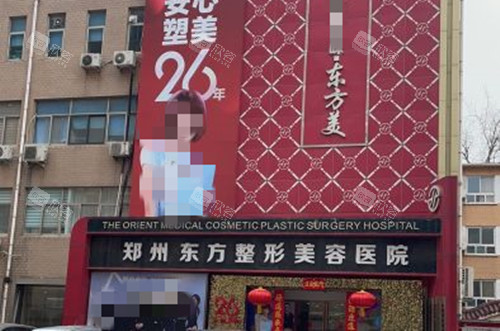 安心
塑美
26年
东方美
THE ORIENT MEDICAL COSMETIC PLASTIC SURGERY HOSPITAL
郑州东方整形美容医院
26